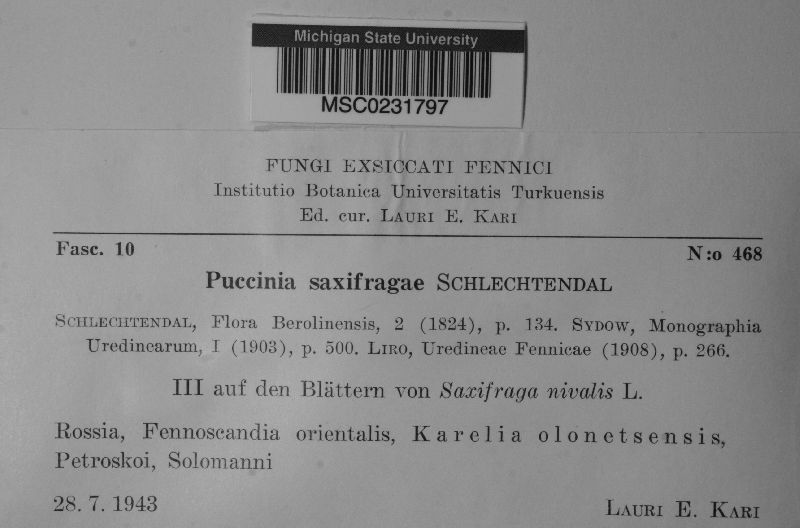 Michigan State University
MSC0231797
FUNGI EXSICCATI FENNICI
Institutio Botanica Universitatis Turkuensis
Ed. cur. LAURI E. KARI
Fasc. 10 N:o 468
Puccinia saxifragae SCHLECHTENDAL
SCHLECHTENDAL, Flora Berolinensis, 2 (1824), p. 134. SYDOW, Monographia
Uredinearum, I (1903), p. 500. LIRO, Uredineae Fennicae (1908), p. 266.
III auf den Blättern von Saxifraga nivalis L.
Rossia, Fennoscandia orientalis, Karelia olonetsensis,
Petroskoi, Solomanni
28. 7. 1943 LAURI E. KARI